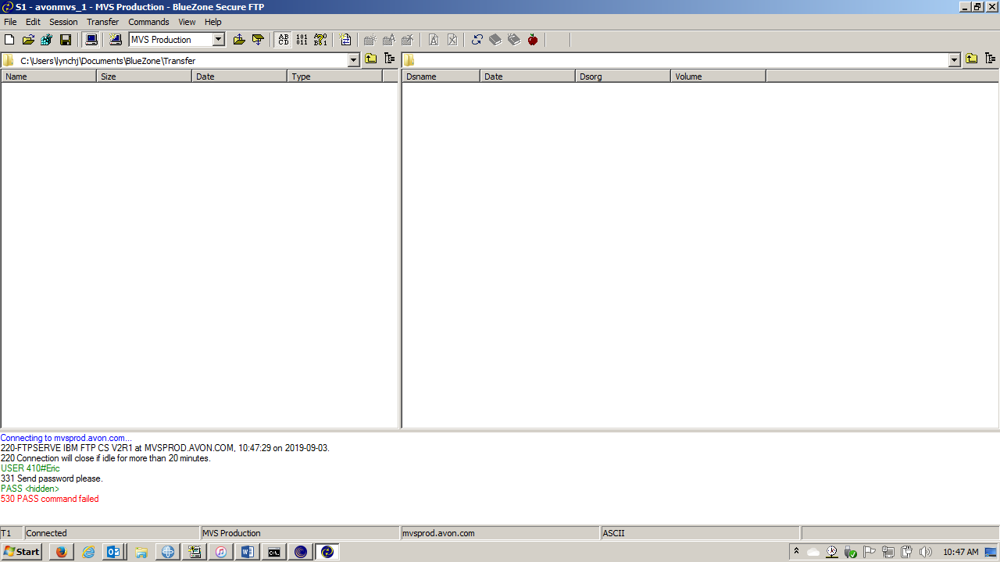 S1 - avonmvs_1 - MVS Production - BlueZone Secure FTP
File Edit Session Transfer Commands View Help
MVS Production
C:\Users\lynchj\Documents\BlueZone\Transfer
Name Size Date Type
Dsname Date Dsorg Volume
Connecting to mvsprod.avon.com...
220-FTPSERVE IBM FTP CS V2R1 at MVSPROD.AVON.COM, 10:47:29 on 2019-09-03.
220 Connection will close if idle for more than 20 minutes.
USER 410#Eric
331 Send password please.
PASS <hidden>
530 PASS command failed
T1 Connected MVS Production mvsprod.avon.com ASCII
Start 10:47 AM